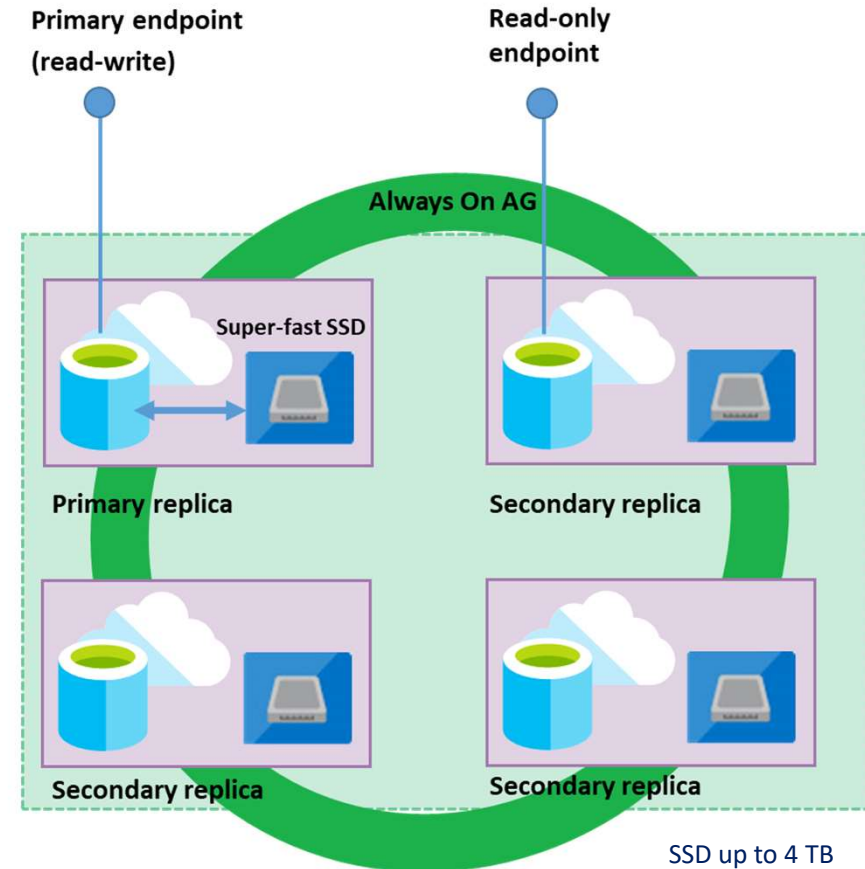 Primary endpoint
(read-write)
Read-only
endpoint
Always On AG
Super-fast SSD
Primary replica
Secondary replica
Secondary replica
Secondary replica
SSD up to 4 TB